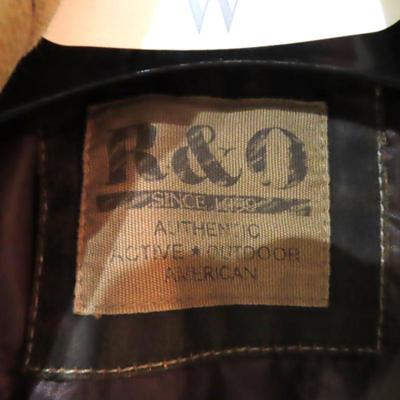 W
R&O
SINCE
AUTHENTIC
ACTIVE ★ OUTDOOR
AMERICAN